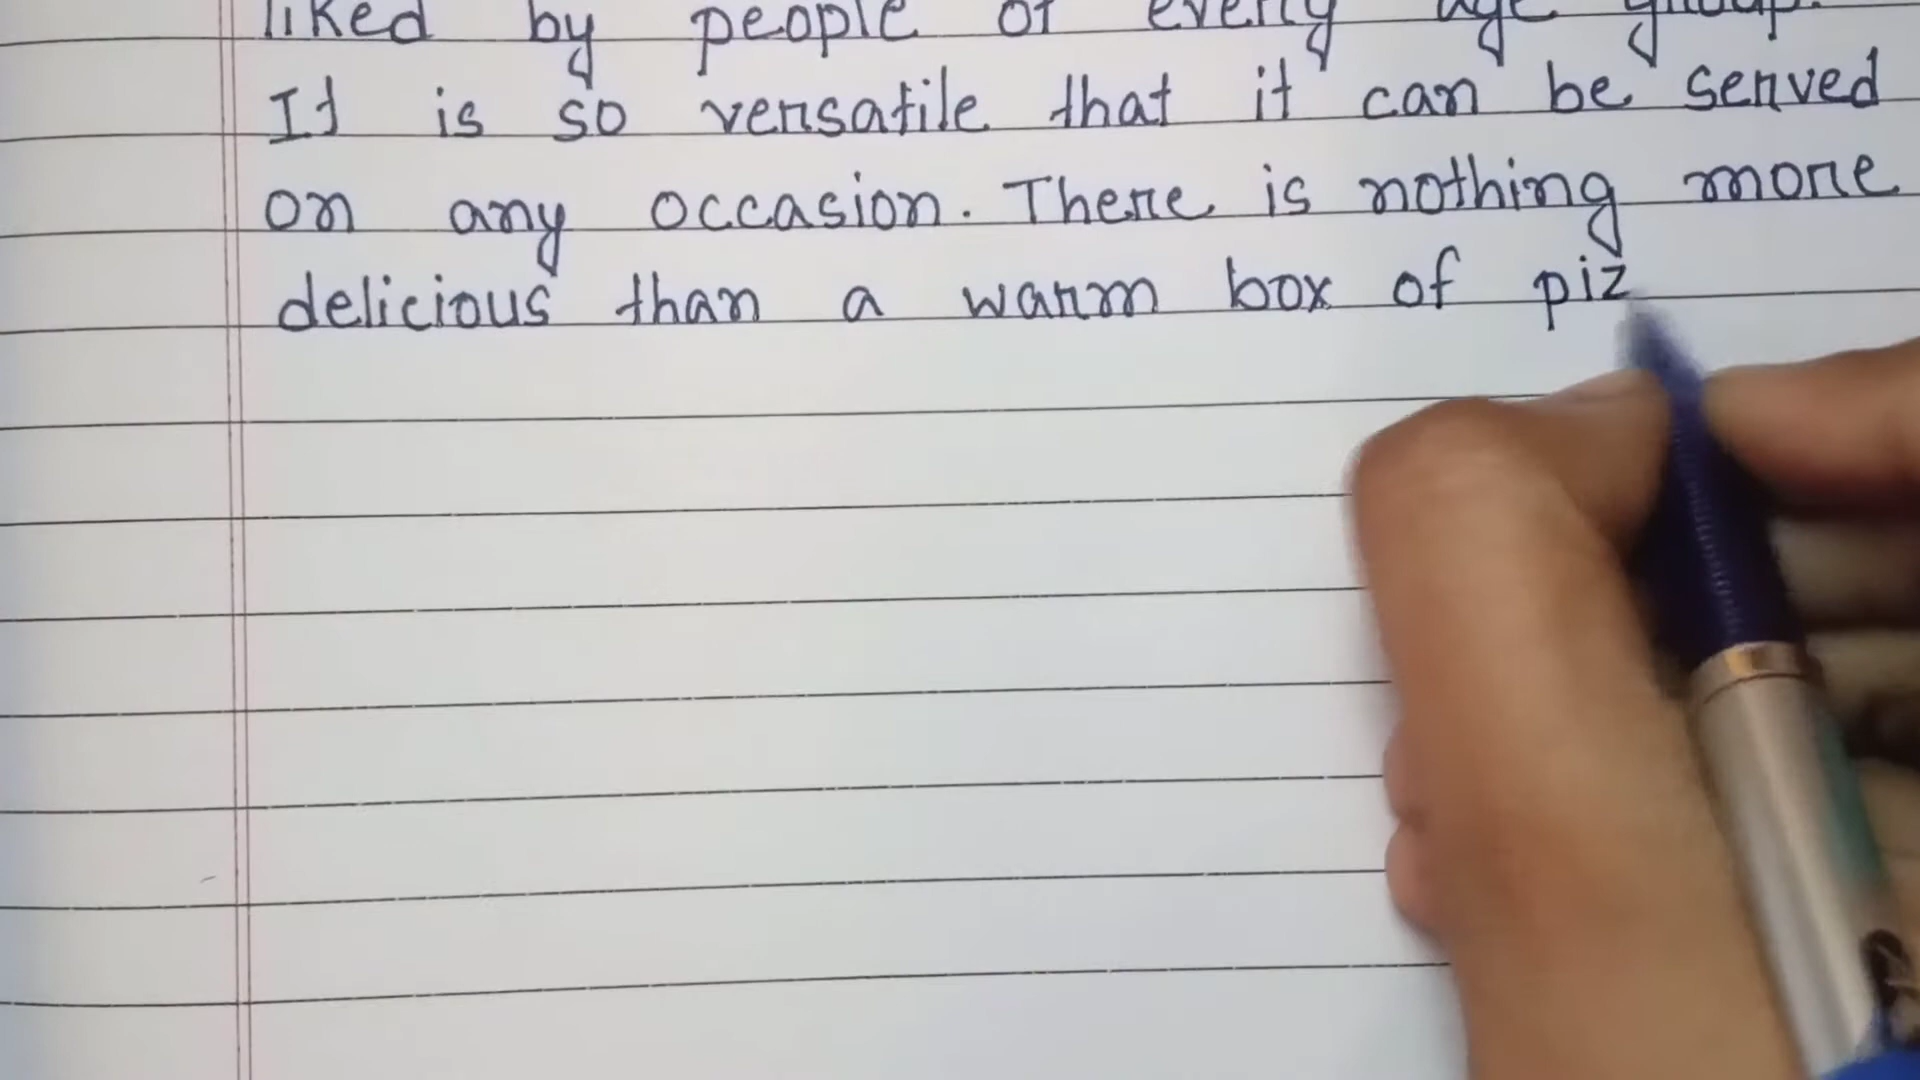 liked by people of every age group.
It is so versatile that it can be served
on any occasion. There is nothing more
delicious than a warm box of piz